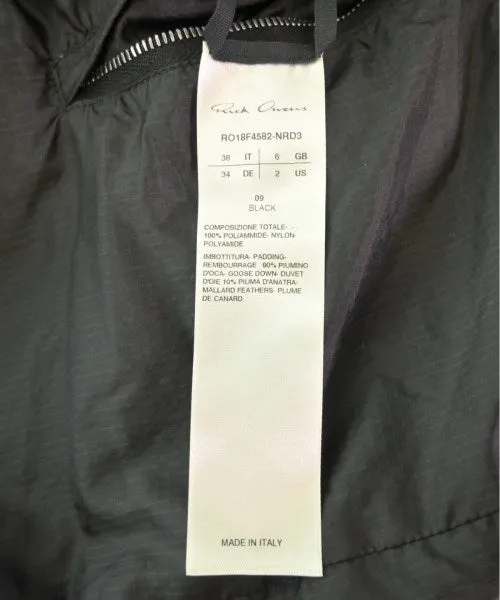 Rick Owens
RO18F4582-NRD3
38 IT 6 GB
34 DE 2 US
09
BLACK
COMPOSIZIONE TOTALE- -
100% POLIAMMIDE- NYLON-
POLYAMIDE
IMBOTTITURA- PADDING-
REMBOURRAGE 90% PIUMINO
D'OCA- GOOSE DOWN- DUVET
D'OIE 10% PIUMA D'ANATRA-
MALLARD FEATHERS- PLUME
DE CANARD
MADE IN ITALY